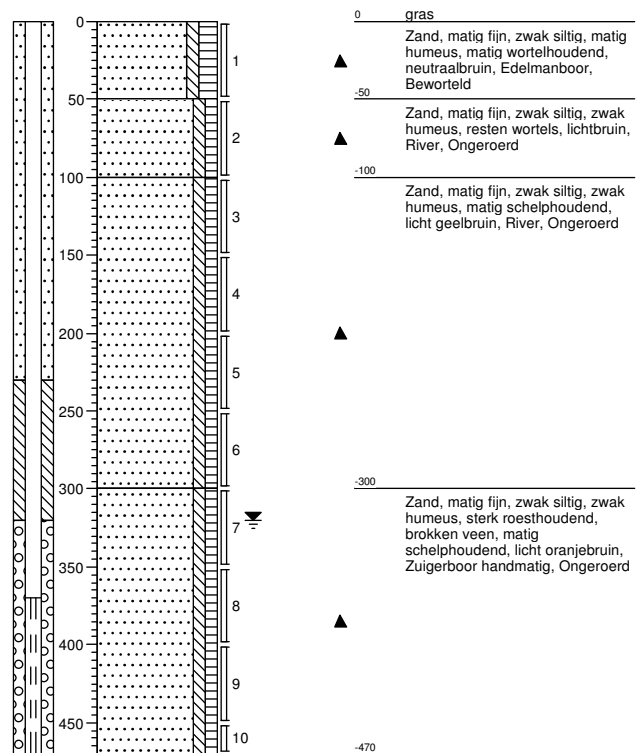 0
50
100
150
200
250
300
350
400
450
1
2
3
4
5
6
7
8
9
10
0
gras
Zand, matig fijn, zwak siltig, matig
humeus, matig wortelhoudend,
neutraalbruin, Edelmanboor,
Beworteld
-50
Zand, matig fijn, zwak siltig, zwak
humeus, resten wortels, lichtbruin,
River, Ongeroerd
-100
Zand, matig fijn, zwak siltig, zwak
humeus, matig schelphoudend,
licht geelbruin, River, Ongeroerd
-300
Zand, matig fijn, zwak siltig, zwak
humeus, sterk roesthoudend,
brokken veen, matig
schelphoudend, licht oranjebruin,
Zuigerboor handmatig, Ongeroerd
-470